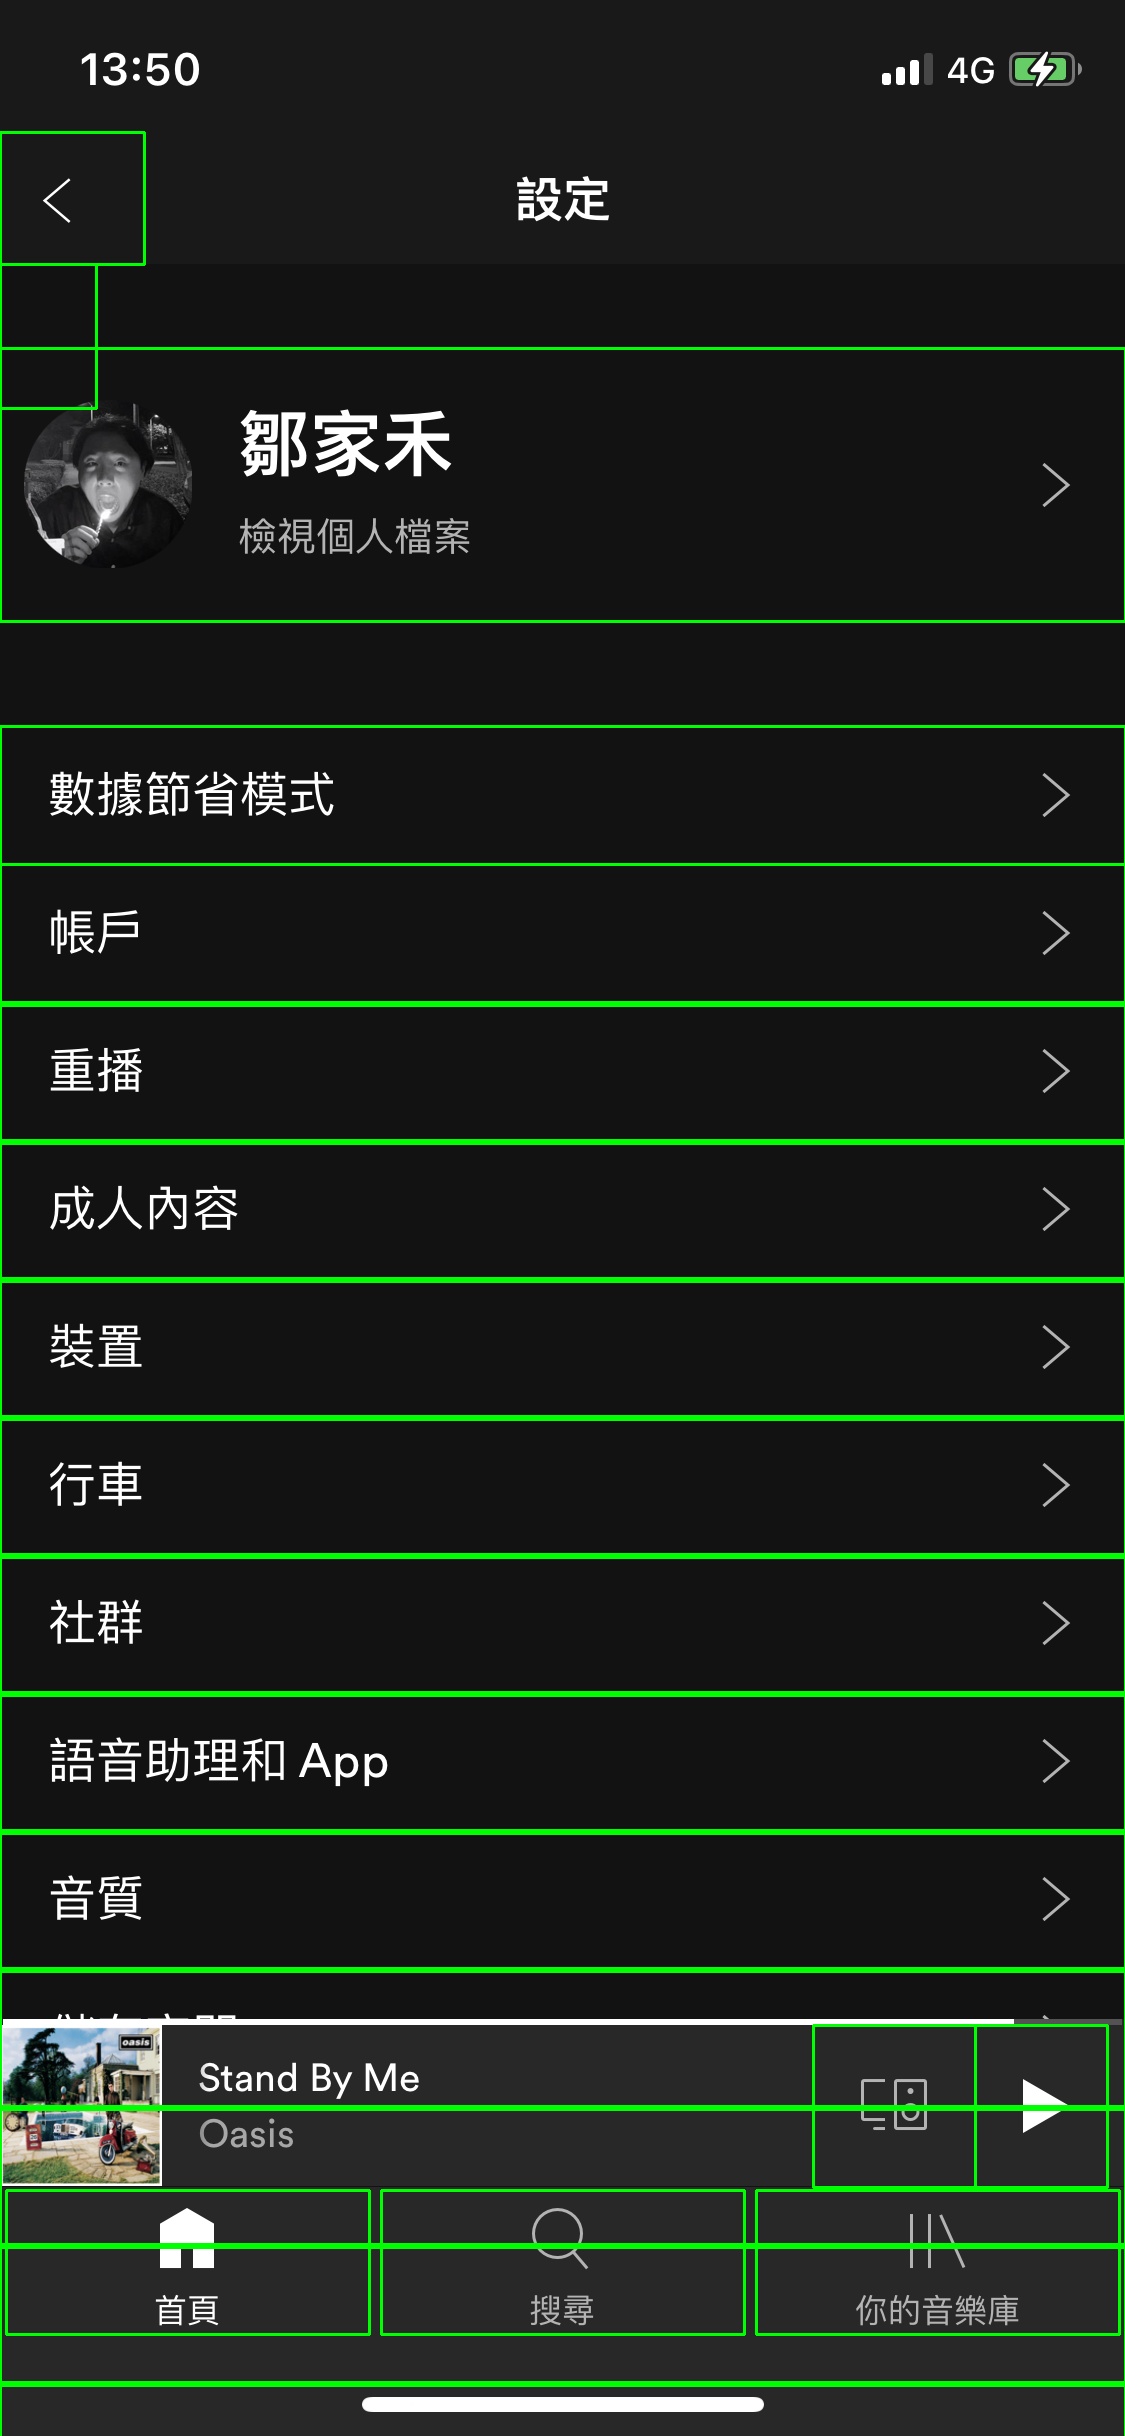 13:50
4G
設定
鄒家禾
檢視個人檔案
數據節省模式
帳戶
重播
成人內容
裝置
行車
社群
語音助理和 App
音質
oasis
Stand By Me
Oasis
首頁
搜尋
你的音樂庫